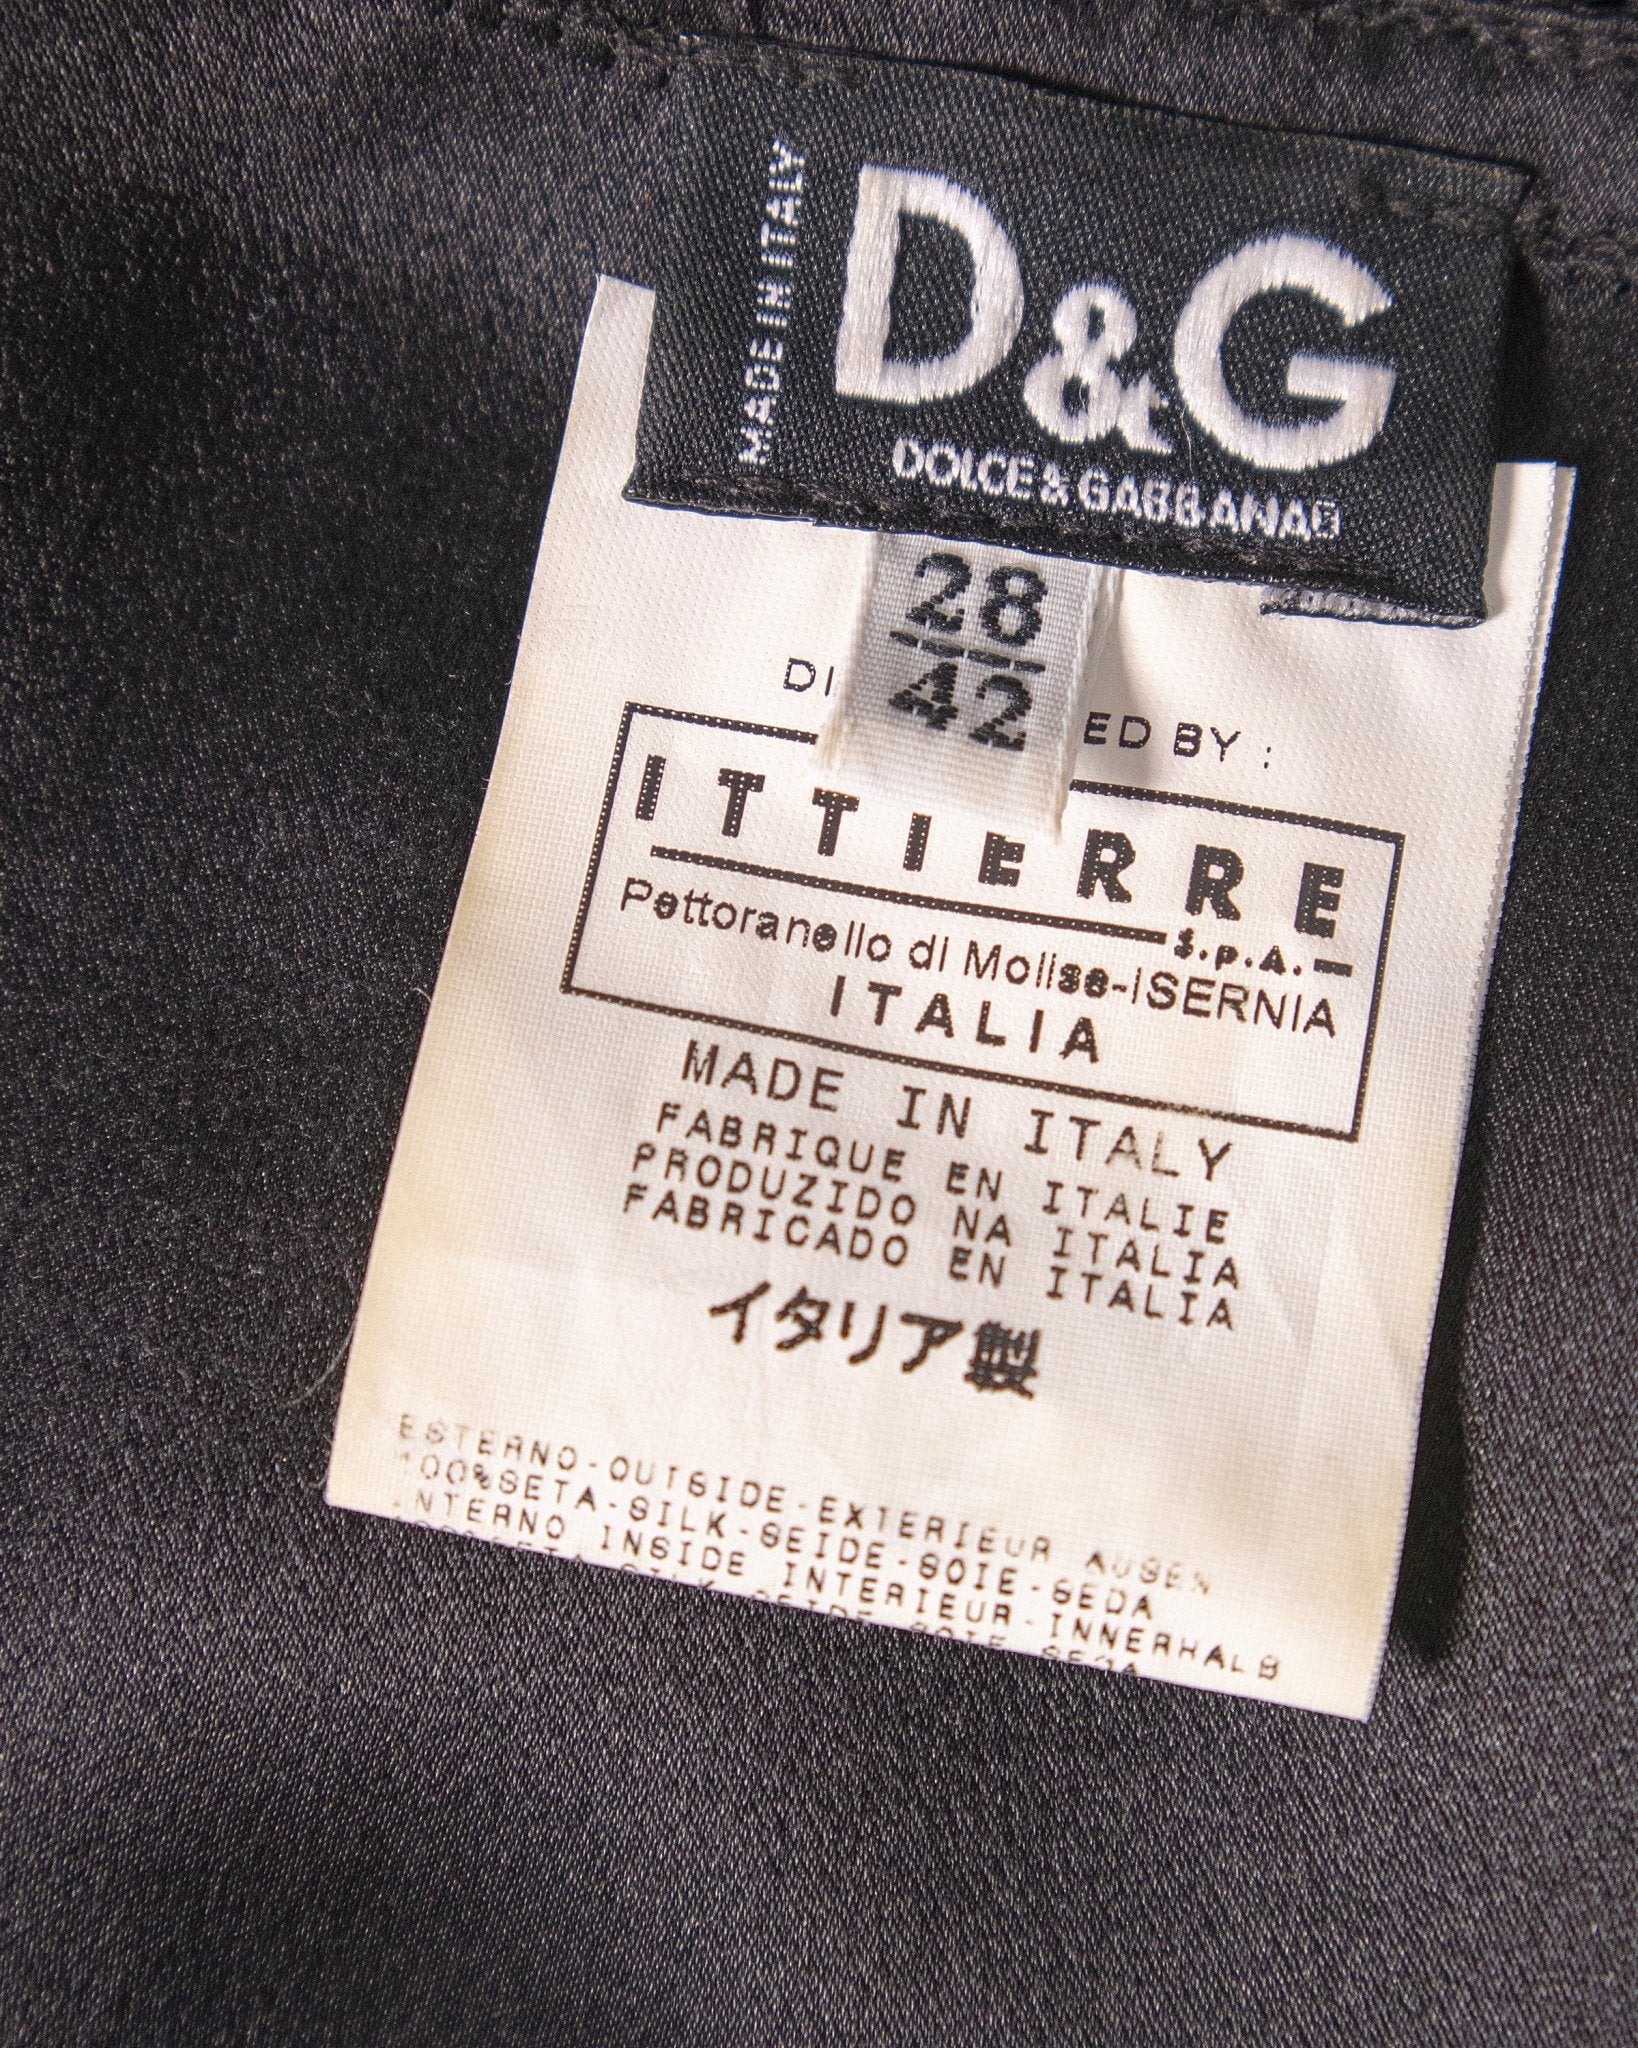 MADE IN ITALY
D&G
DOLCE & GABBANA
28
42
ED BY :
ITTIERRE
S.p.A.
Pettoranello di Molise-ISERNIA
ITALIA
MADE IN ITALY
FABRIQUE EN ITALIE
PRODUZIDO NA ITALIA
FABRICADO EN ITALIA
イタリア製
ESTERNO-OUTSIDE-EXTERIEUR AUSEN
100%SETA-SILK-SEIDE-SOIE-SEDA
INTERNO INSIDE INTERIEUR-INNERHALB